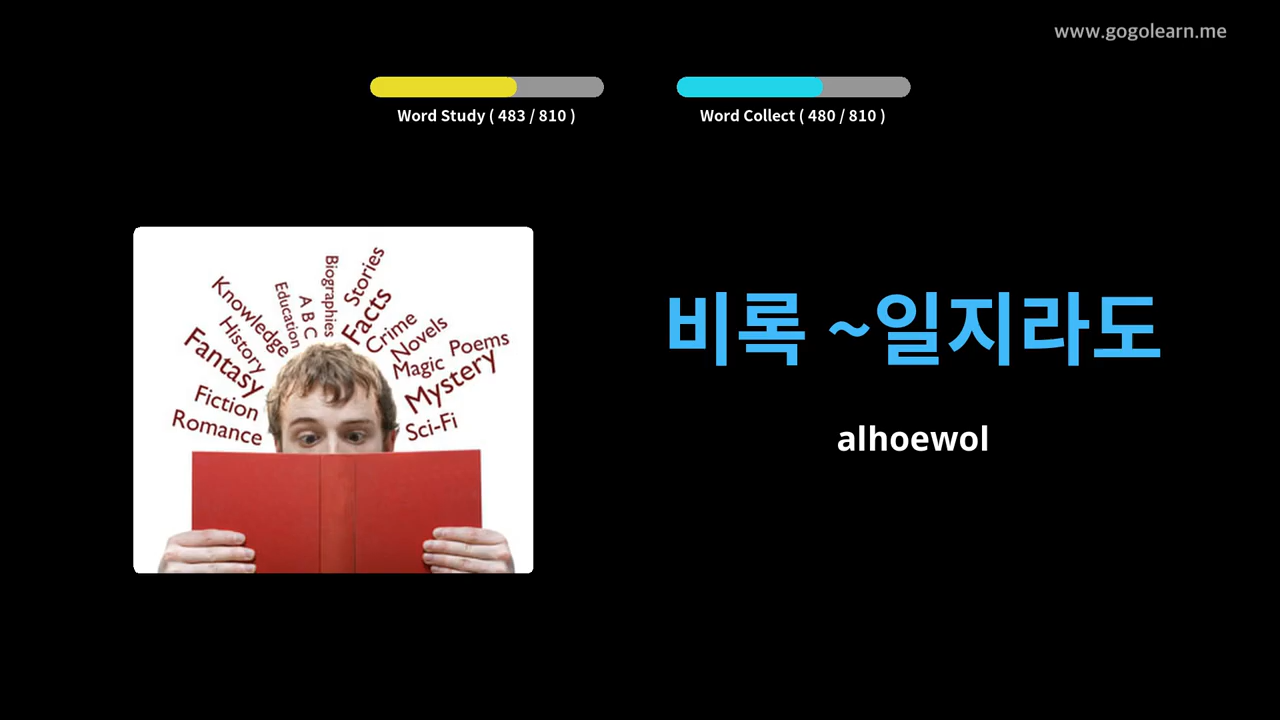 www.gogolearn.me
Word Study ( 483 / 810 )
Word Collect ( 480 / 810 )
Biographies
Stories
Education
A B C
Facts
Knowledge
Crime
History
Novels
Poems
Fantasy
Magic
Mystery
Fiction
Romance
Sci-Fi
비록 ~일지라도
alhoewol